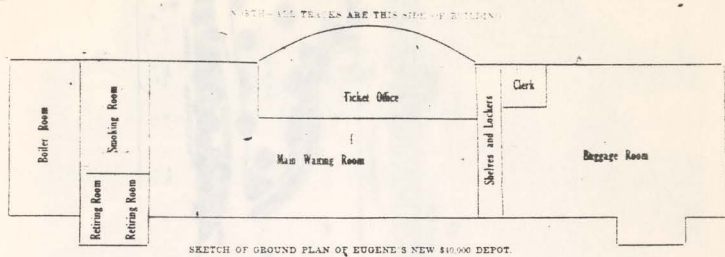 NORTH—ALL TRACKS ARE THIS SIDE OF BUILDING
Boiler Room
Smoking Room
Retiring Room
Retiring Room
Ticket Office
Main Waiting Room
Shelves and Lockers
Clerk
Baggage Room
SKETCH OF GROUND PLAN OF EUGENE'S NEW $40,000 DEPOT.